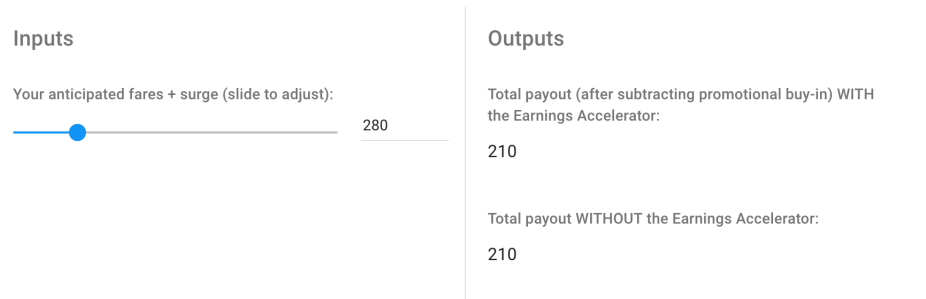 Inputs
Your anticipated fares + surge (slide to adjust):
280
Outputs
Total payout (after subtracting promotional buy-in) WITH
the Earnings Accelerator:
210
Total payout WITHOUT the Earnings Accelerator:
210